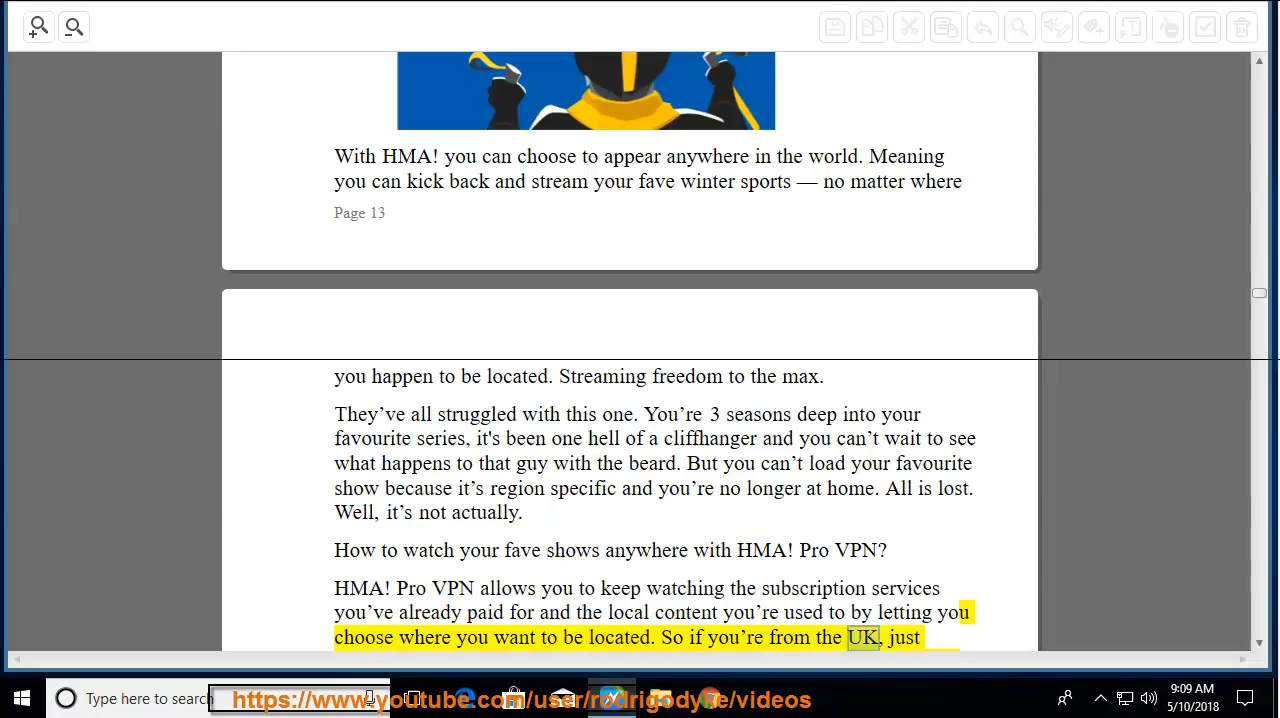 With HMA! you can choose to appear anywhere in the world. Meaning
you can kick back and stream your fave winter sports — no matter where
Page 13
you happen to be located. Streaming freedom to the max.
They’ve all struggled with this one. You’re 3 seasons deep into your
favourite series, it's been one hell of a cliffhanger and you can’t wait to see
what happens to that guy with the beard. But you can’t load your favourite
show because it’s region specific and you’re no longer at home. All is lost.
Well, it’s not actually.
How to watch your fave shows anywhere with HMA! Pro VPN?
HMA! Pro VPN allows you to keep watching the subscription services
you’ve already paid for and the local content you’re used to by letting you
choose where you want to be located. So if you’re from the UK, just
Type here to search
https://www.youtube.com/user/rodrigodyke/videos
9:09 AM
5/10/2018